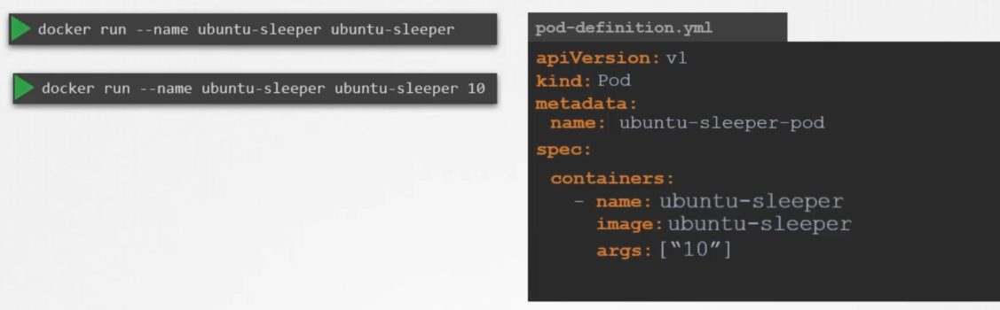 docker run --name ubuntu-sleeper ubuntu-sleeper
docker run --name ubuntu-sleeper ubuntu-sleeper 10
pod-definition.yml
apiVersion: v1
kind: Pod
metadata:
name: ubuntu-sleeper-pod
spec:
containers:
- name: ubuntu-sleeper
image: ubuntu-sleeper
args: [“10”]